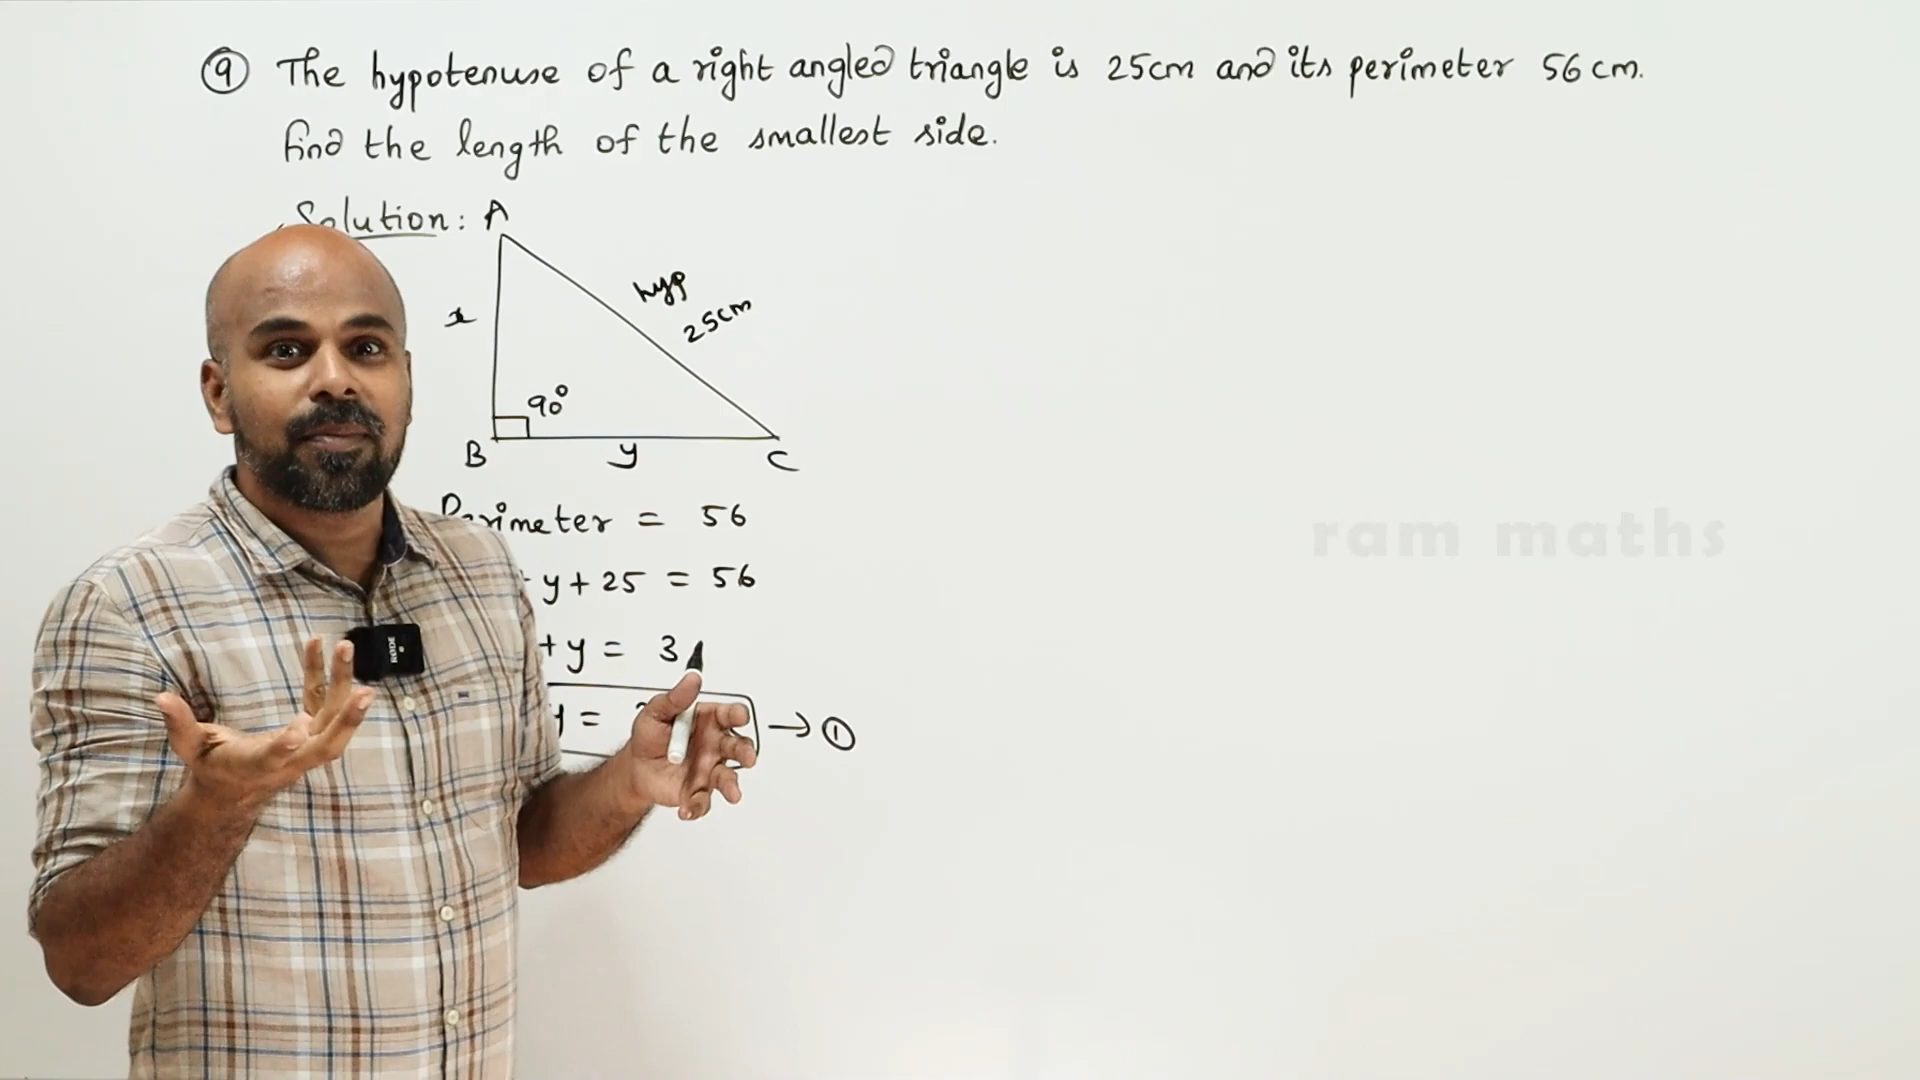 9 The hypotenuse of a right angled triangle is 25cm and its perimeter 56 cm.
find the length of the smallest side.
Solution: A
hyp
x
25cm
90°
B y C
Perimeter = 56
y + 25 = 56
+ y = 3
ram maths
RODE
y = → 1